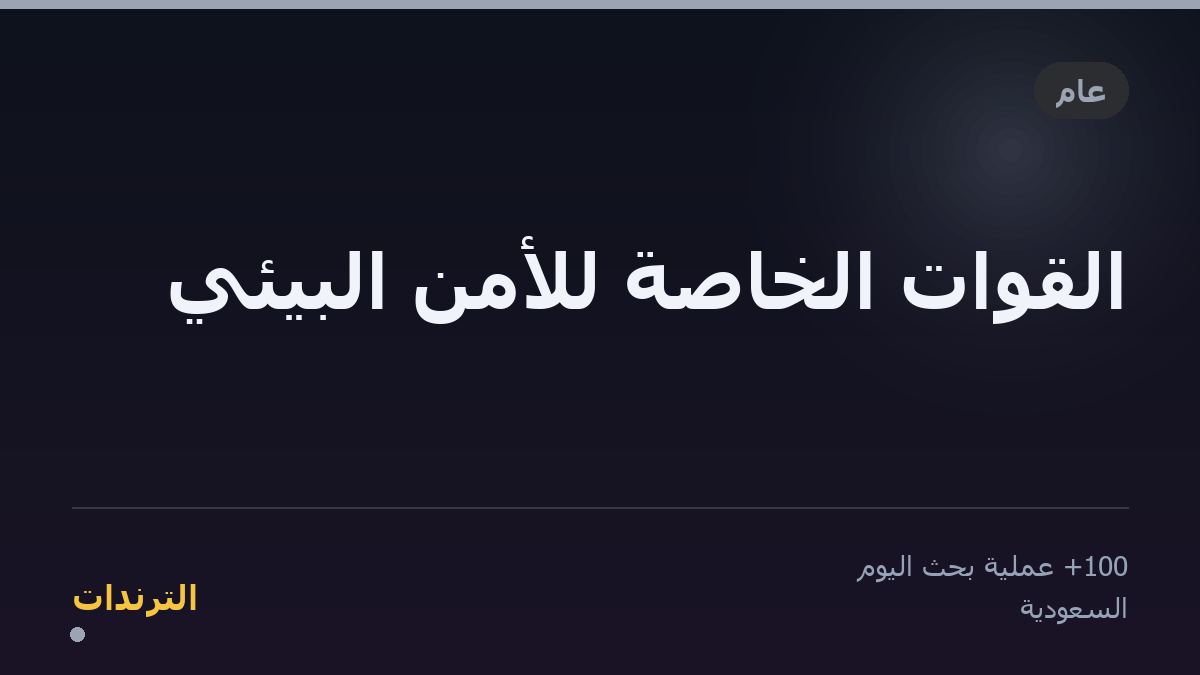 عام
القوات الخاصة للأمن البيئي
100+ عملية بحث اليوم
السعودية
الترندات